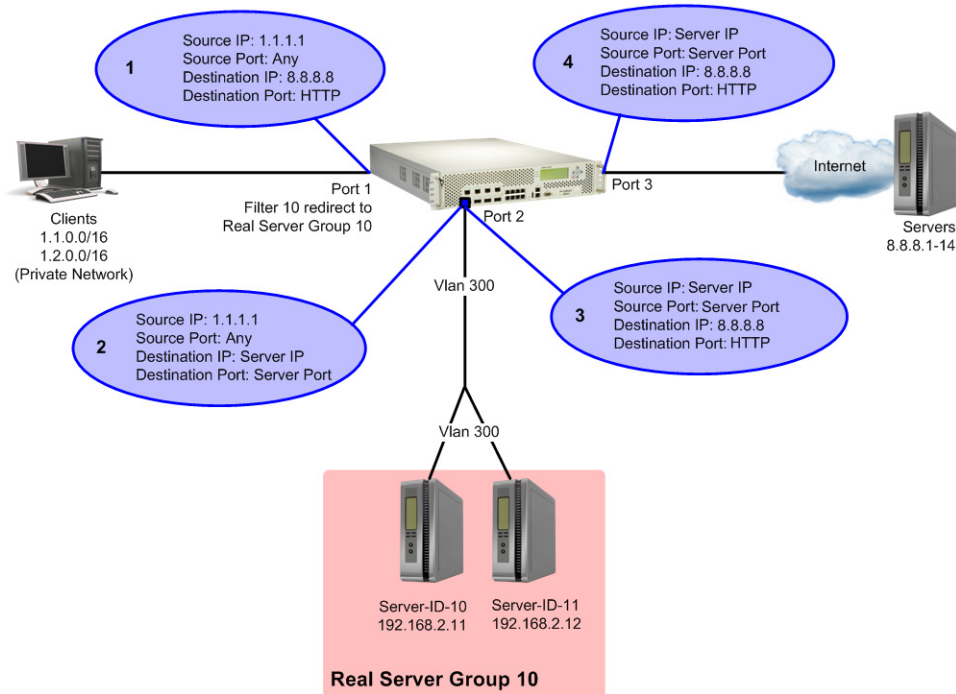 1
Source IP: 1.1.1.1
Source Port: Any
Destination IP: 8.8.8.8
Destination Port: HTTP
4
Source IP: Server IP
Source Port: Server Port
Destination IP: 8.8.8.8
Destination Port: HTTP
Clients
1.1.0.0/16
1.2.0.0/16
(Private Network)
Port 1
Filter 10 redirect to
Real Server Group 10
Port 2
Port 3
Internet
Servers
8.8.8.1-14
Vlan 300
2
Source IP: 1.1.1.1
Source Port: Any
Destination IP: Server IP
Destination Port: Server Port
3
Source IP: Server IP
Source Port: Server Port
Destination IP: 8.8.8.8
Destination Port: HTTP
Vlan 300
Server-ID-10
192.168.2.11
Server-ID-11
192.168.2.12
Real Server Group 10